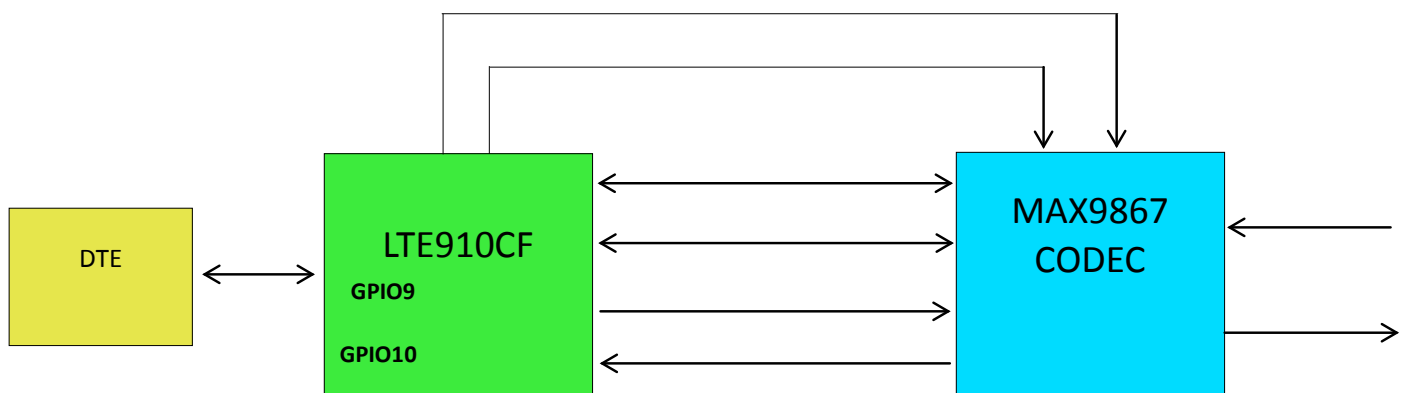 DTE
LTE910CF
GPIO9
GPIO10
MAX9867
CODEC